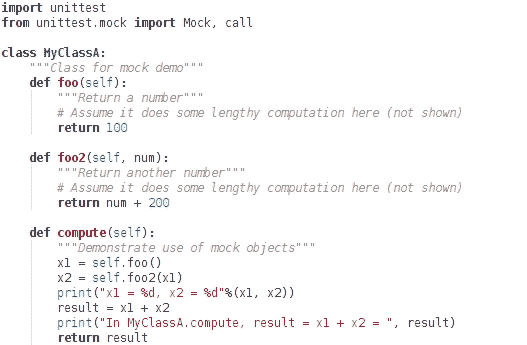 import unittest
from unittest.mock import Mock, call

class MyClassA:
    """Class for mock demo"""
    def foo(self):
        """Return a number"""
        # Assume it does some lengthy computation here (not shown)
        return 100

    def foo2(self, num):
        """Return another number"""
        # Assume it does some lengthy computation here (not shown)
        return num + 200

    def compute(self):
        """Demonstrate use of mock objects"""
        x1 = self.foo()
        x2 = self.foo2(x1)
        print("x1 = %d, x2 = %d"%(x1, x2))
        result = x1 + x2
        print("In MyClassA.compute, result = x1 + x2 = ", result)
        return result